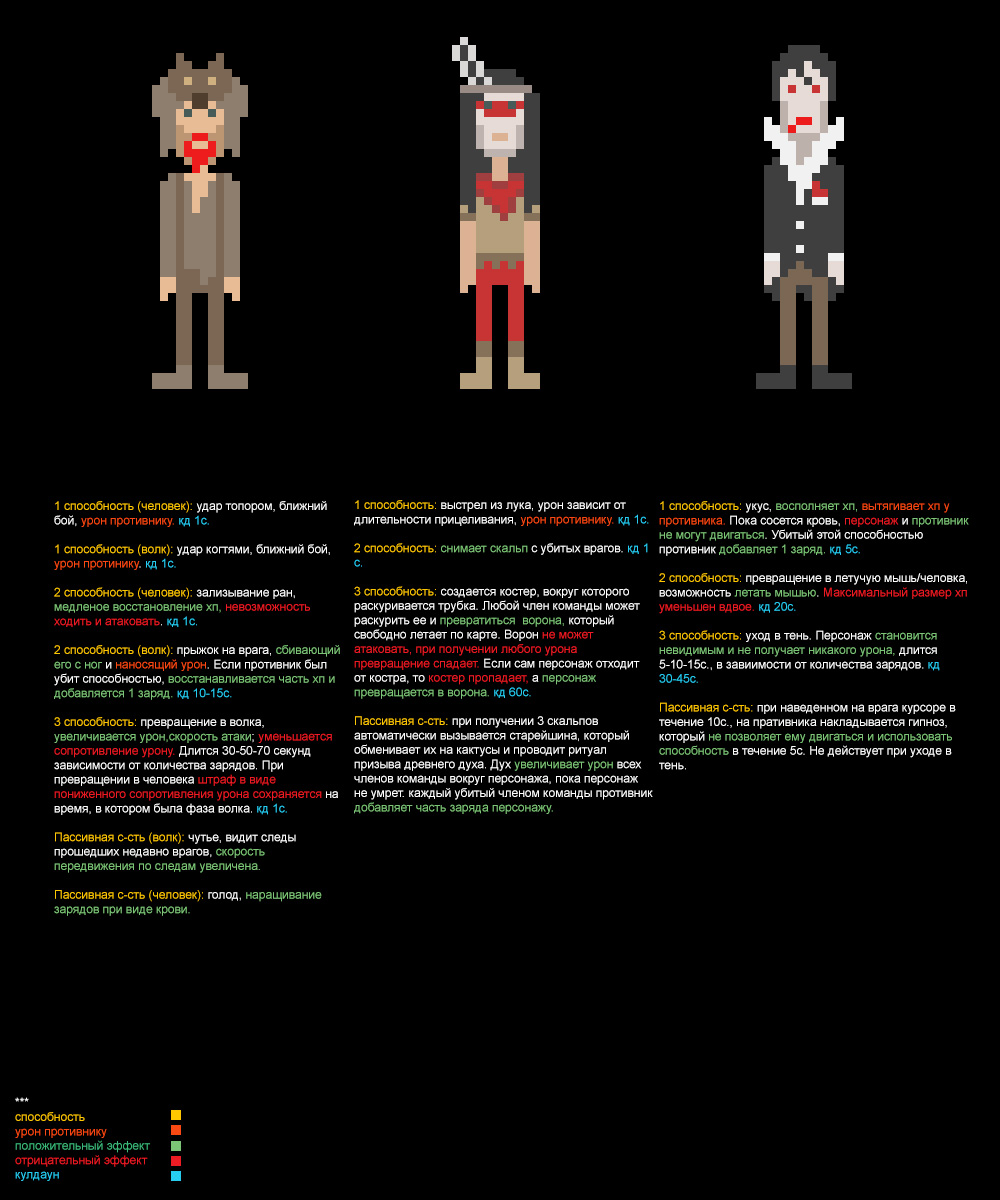 1 способность (человек): удар топором, ближний
бой, урон противнику. кд 1с.
1 способность (волк): удар когтями, ближний бой,
урон протинику. кд 1с.
2 способность (человек): зализывание ран,
медленое восстановление хп, невозможность
ходить и атаковать. кд 1с.
2 способность (волк): прыжок на врага, сбивающий
его с ног и наносящий урон. Если противник был
убит способностью, восстанавливается часть хп и
добавляется 1 заряд. кд 10-15с.
3 способность: превращение в волка,
увеличивается урон,скорость атаки; уменьшается
сопротивление урону. Длится 30-50-70 секунд
зависимости от количества зарядов. При
превращении в человека штраф в виде
пониженного сопротивления урона сохраняется на
время, в котором была фаза волка. кд 1с.
Пассивная с-сть (волк): чутье, видит следы
прошедших недавно врагов, скорость
передвижения по следам увеличена.
Пассивная с-сть (человек): голод, наращивание
зарядов при виде крови.
1 способность: выстрел из лука, урон зависит от
длительности прицеливания, урон противнику. кд 1с.
2 способность: снимает скальп с убитых врагов. кд 1
с.
3 способность: создается костер, вокруг которого
раскуривается трубка. Любой член команды может
раскурить ее и превратиться ворона, который
свободно летает по карте. Ворон не может
атаковать, при получении любого урона
превращение спадает. Если сам персонаж отходит
от костра, то костер пропадает, а персонаж
превращается в ворона. кд 60с.
Пассивная с-сть: при получении 3 скальпов
автоматически вызывается старейшина, который
обменивает их на кактусы и проводит ритуал
призыва древнего духа. Дух увеличивает урон всех
членов команды вокруг персонажа, пока персонаж
не умрет. каждый убитый членом команды противник
добавляет часть заряда персонажу.
1 способность: укус, восполняет хп, вытягивает хп у
противника. Пока сосется кровь, персонаж и противник
не могут двигаться. Убитый этой способностью
противник добавляет 1 заряд. кд 5с.
2 способность: превращение в летучую мышь/человека,
возможность летать мышью. Максимальный размер хп
уменьшен вдвое. кд 20с.
3 способность: уход в тень. Персонаж становится
невидимым и не получает никакого урона, длится
5-10-15с., в завиимости от количества зарядов. кд
30-45с.
Пассивная с-сть: при наведенном на врага курсоре в
течение 10с., на пративника накладывается гипноз,
который не позволяет ему двигаться и использовать
способность в течение 5с. Не действует при уходе в
тень.
***
способность
урон противнику
положительный эффект
отрицательный эффект
кулдаун